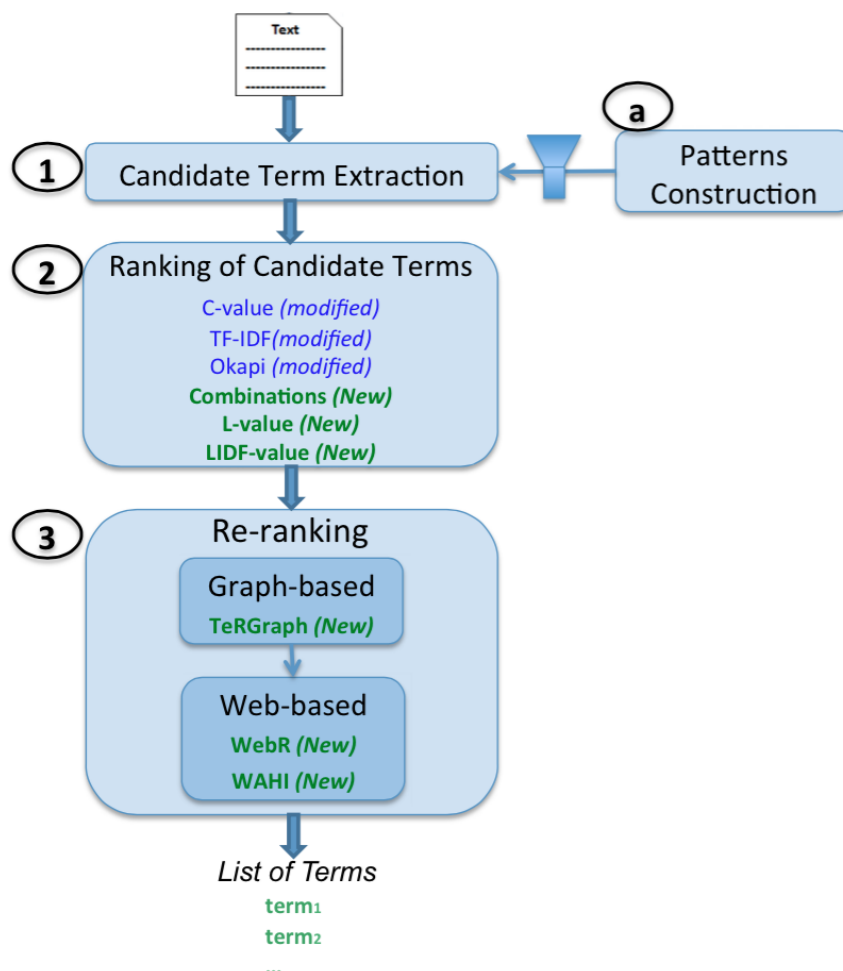 Text
a
Patterns
Construction
1
Candidate Term Extraction
2
Ranking of Candidate Terms
C-value (modified)
TF-IDF(modified)
Okapi (modified)
Combinations (New)
L-value (New)
LIDF-value (New)
3
Re-ranking
Graph-based
TeRGraph (New)
Web-based
WebR (New)
WAHI (New)
List of Terms
term1
term2
...